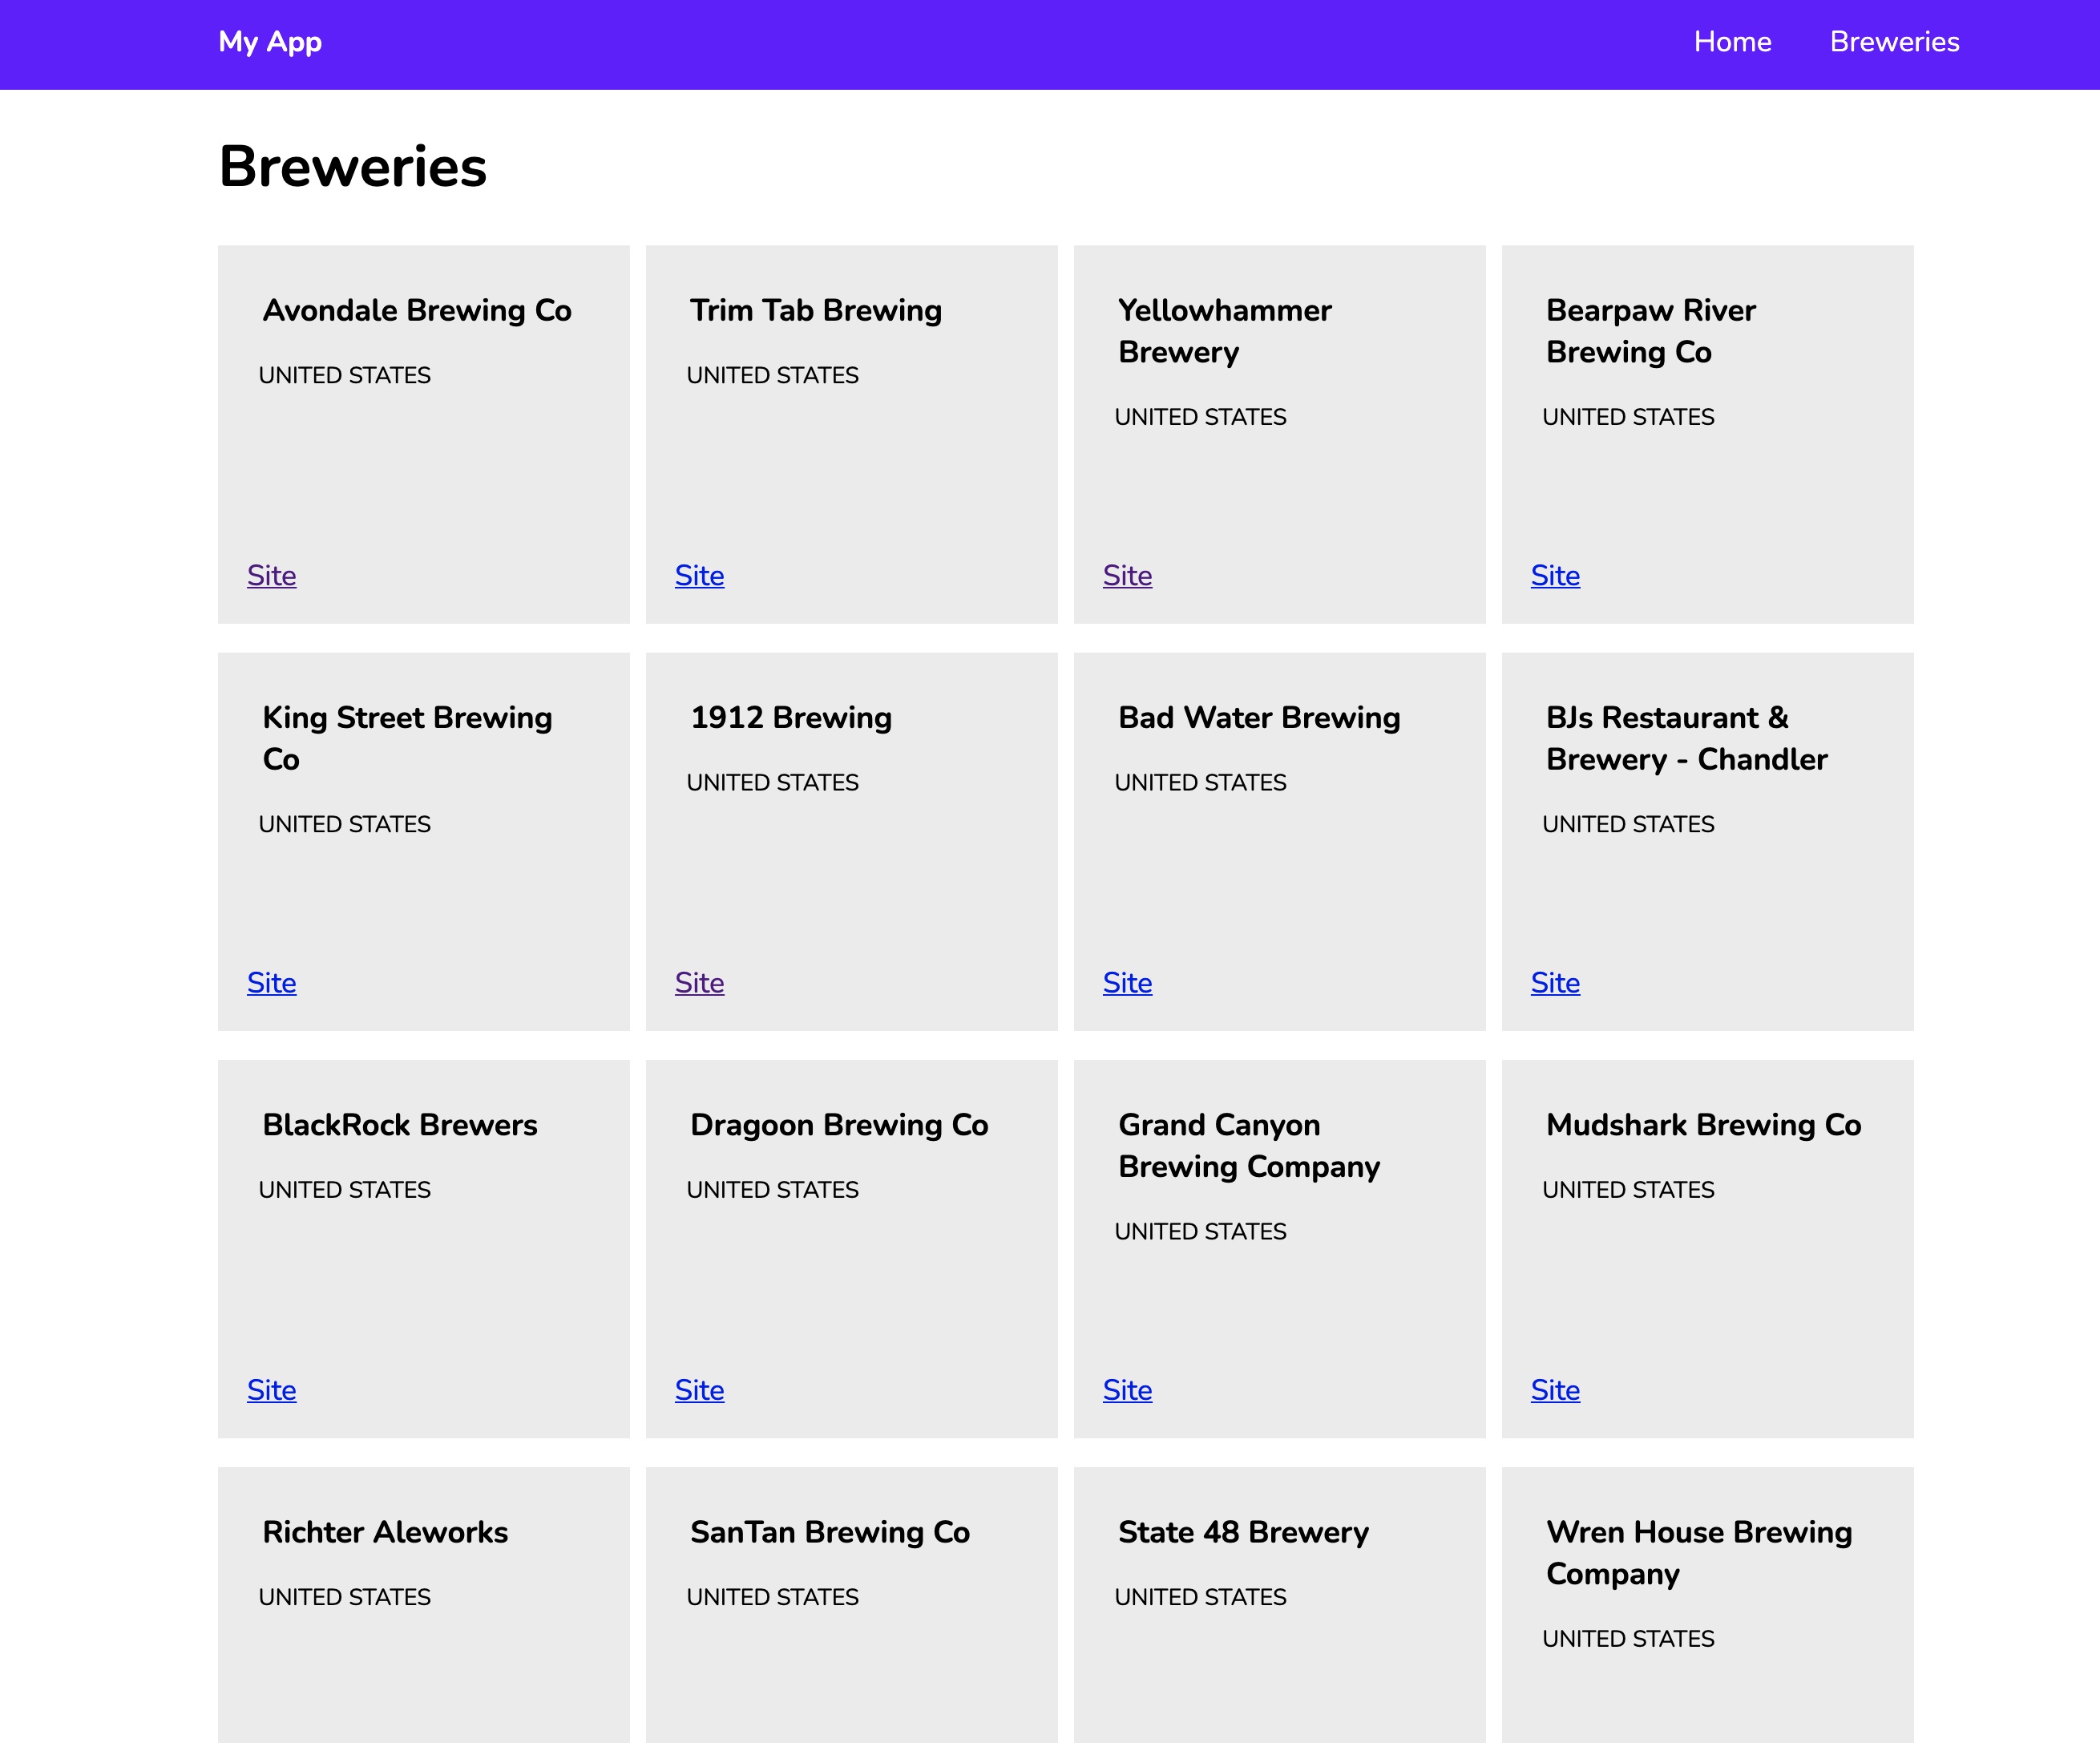 My App
Home
Breweries
Breweries
Avondale Brewing Co
UNITED STATES
Site
Trim Tab Brewing
UNITED STATES
Site
Yellowhammer
Brewery
UNITED STATES
Site
Bearpaw River
Brewing Co
UNITED STATES
Site
King Street Brewing
Co
UNITED STATES
Site
1912 Brewing
UNITED STATES
Site
Bad Water Brewing
UNITED STATES
Site
BJs Restaurant &
Brewery - Chandler
UNITED STATES
Site
BlackRock Brewers
UNITED STATES
Site
Dragoon Brewing Co
UNITED STATES
Site
Grand Canyon
Brewing Company
UNITED STATES
Site
Mudshark Brewing Co
UNITED STATES
Site
Richter Aleworks
UNITED STATES
SanTan Brewing Co
UNITED STATES
State 48 Brewery
UNITED STATES
Wren House Brewing
Company
UNITED STATES